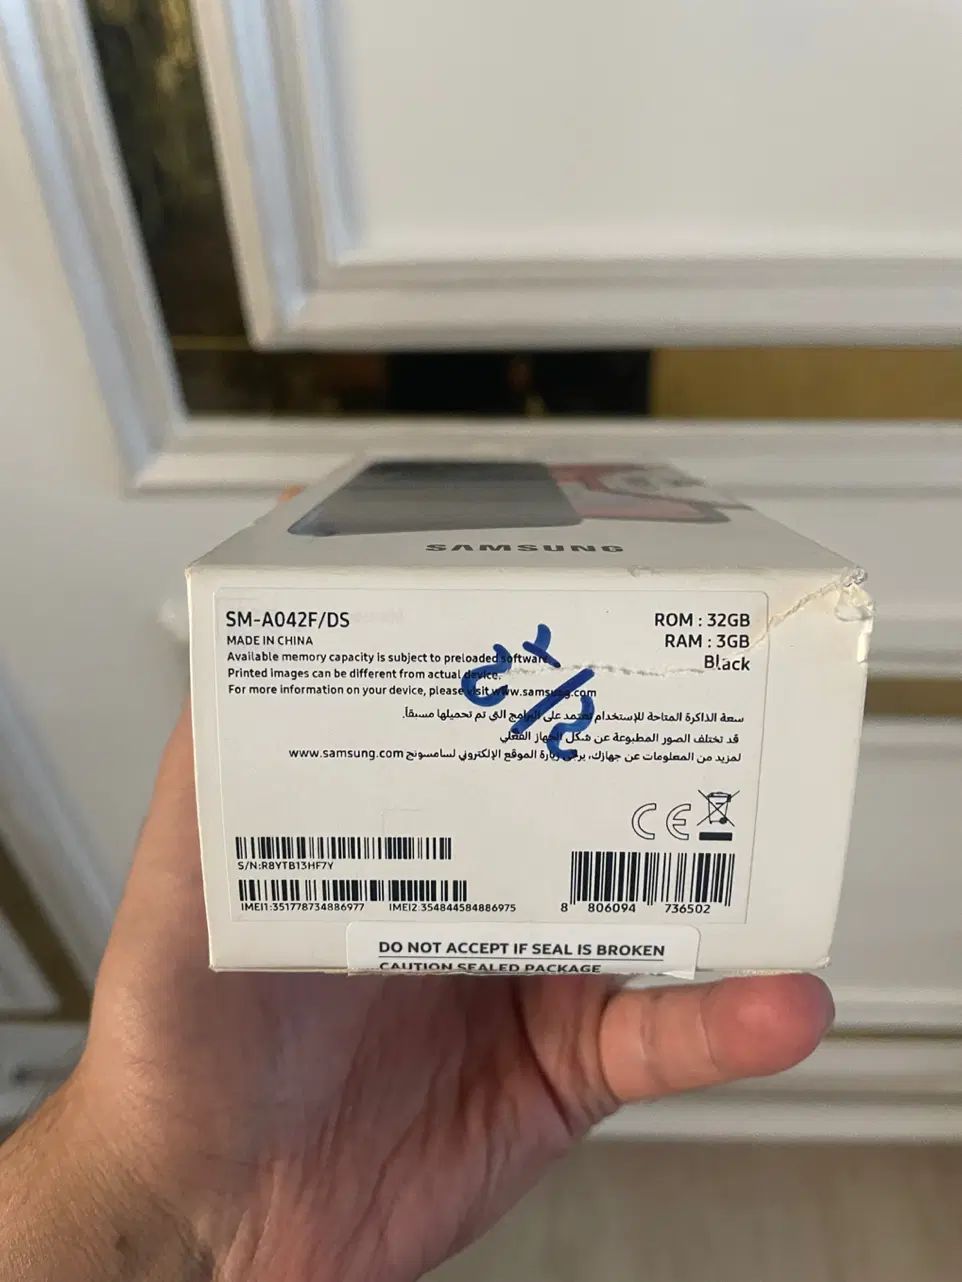 SAMSUNG
SM-A042F/DS
MADE IN CHINA
Available memory capacity is subject to preloaded software.
Printed images can be different from actual device.
For more information on your device, please visit www.samsung.com
ROM : 32GB
RAM : 3GB
Black
سعة الذاكرة المتاحة للإستخدام تعتمد على البرامج التي تم تحميلها مسبقاً.
قد تختلف الصور المطبوعة عن شكل الجهاز الفعلي
لمزيد من المعلومات عن جهازك، يرجى زيارة الموقع الإلكتروني لسامسونج www.samsung.com
CE
S/N:R8YTB13HF7Y
IMEI1:351778734886977 IMEI2:354844584886975
8 806094 736502
DO NOT ACCEPT IF SEAL IS BROKEN
CAUTION SEALED PACKAGE